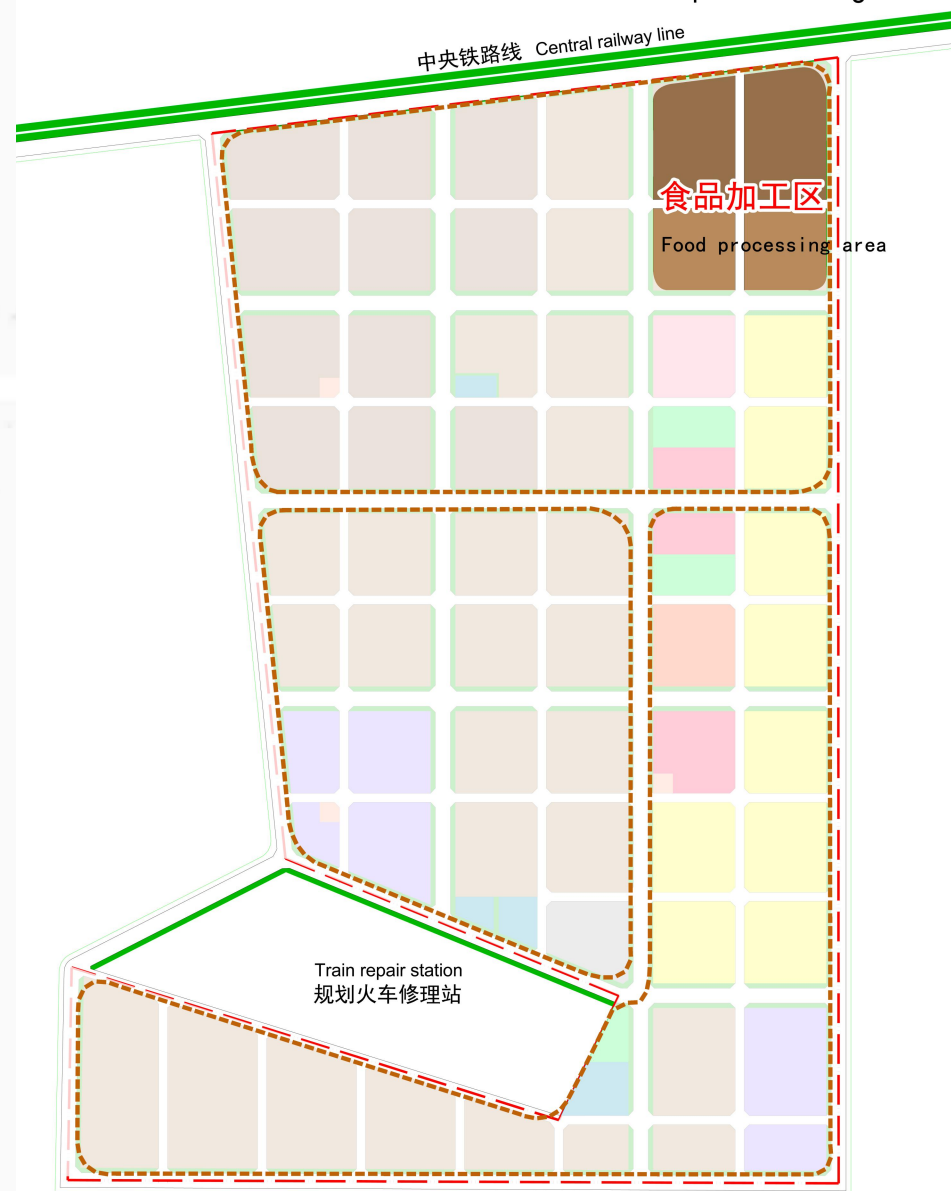 中央铁路线 Central railway line
食品加工区
Food processing area
Train repair station
规划火车修理站